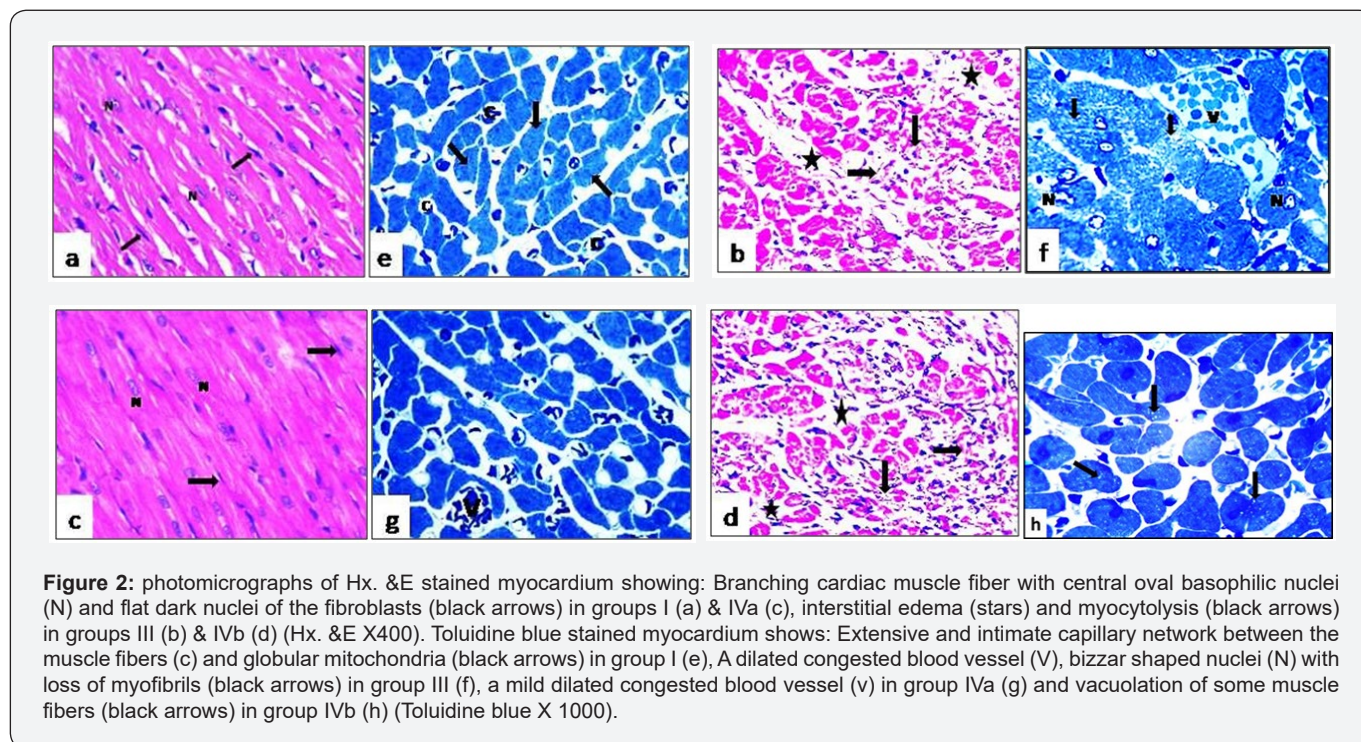 N
N
a
c
c
e
b
v
N
N
f
N
N
c
V
g
d
h
Figure 2: photomicrographs of Hx. &E stained myocardium showing: Branching cardiac muscle fiber with central oval basophilic nuclei
(N) and flat dark nuclei of the fibroblasts (black arrows) in groups I (a) & IVa (c), interstitial edema (stars) and myocytolysis (black arrows)
in groups III (b) & IVb (d) (Hx. &E X400). Toluidine blue stained myocardium shows: Extensive and intimate capillary network between the
muscle fibers (c) and globular mitochondria (black arrows) in group I (e), A dilated congested blood vessel (V), bizzar shaped nuclei (N) with
loss of myofibrils (black arrows) in group III (f), a mild dilated congested blood vessel (v) in group IVa (g) and vacuolation of some muscle
fibers (black arrows) in group IVb (h) (Toluidine blue X 1000).